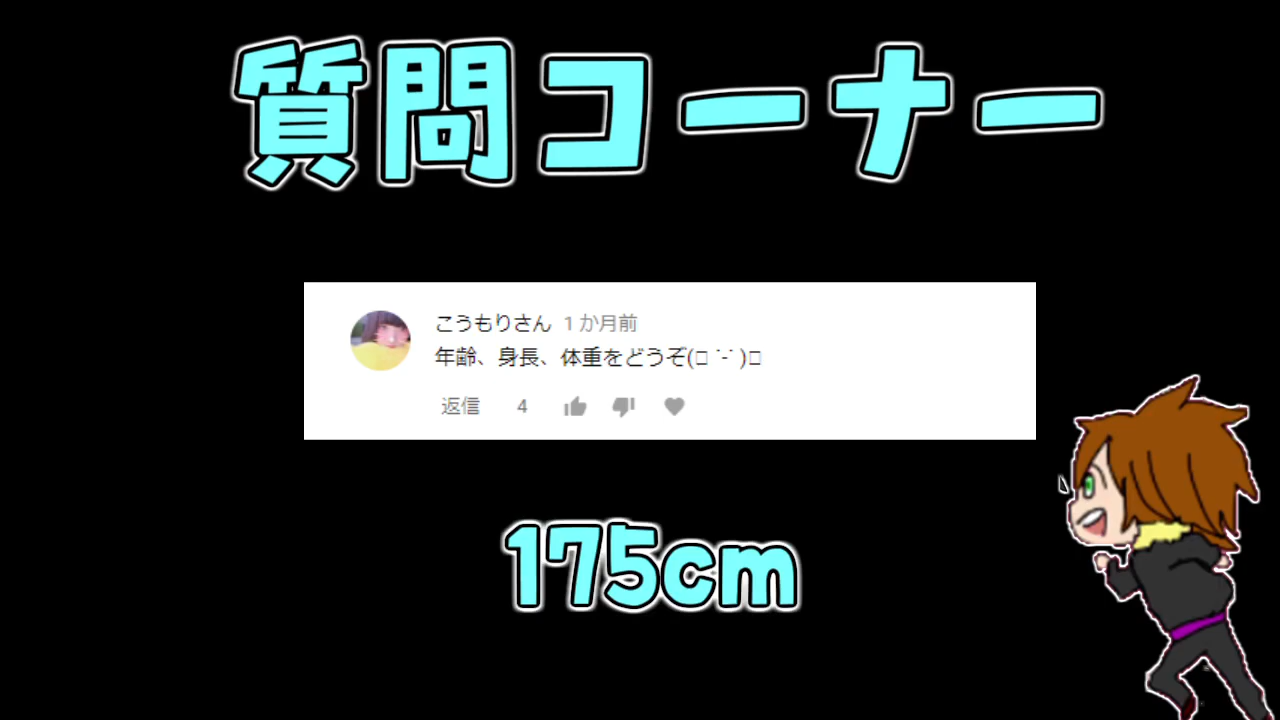 質問コーナー
こうもりさん 1 か月前
年齢、身長、体重をどうぞ(□ ˙-˙ )□
返信 4
175cm